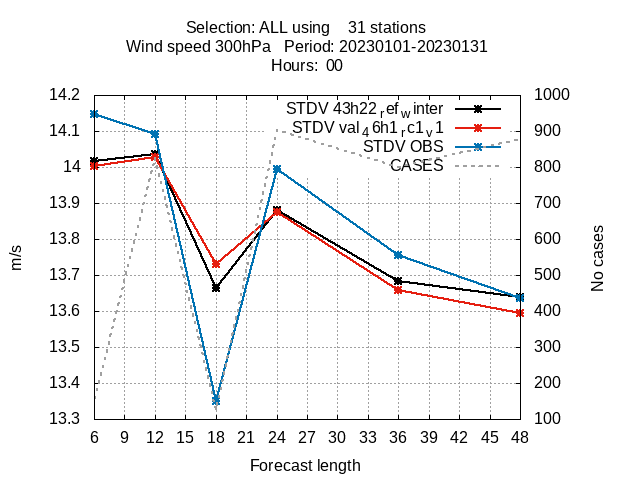 Selection: ALL using    31 stations
Wind speed 300hPa   Period: 20230101-20230131
Hours:  00
STDV 43h22_ref_winter
STDV val_46h1_rc1_v1
STDV OBS
CASES
14.2
14.1
14
13.9
13.8
13.7
13.6
13.5
13.4
13.3
m/s
1000
900
800
700
600
500
400
300
200
100
No cases
6 9 12 15 18 21 24 27 30 33 36 39 42 45 48
Forecast length